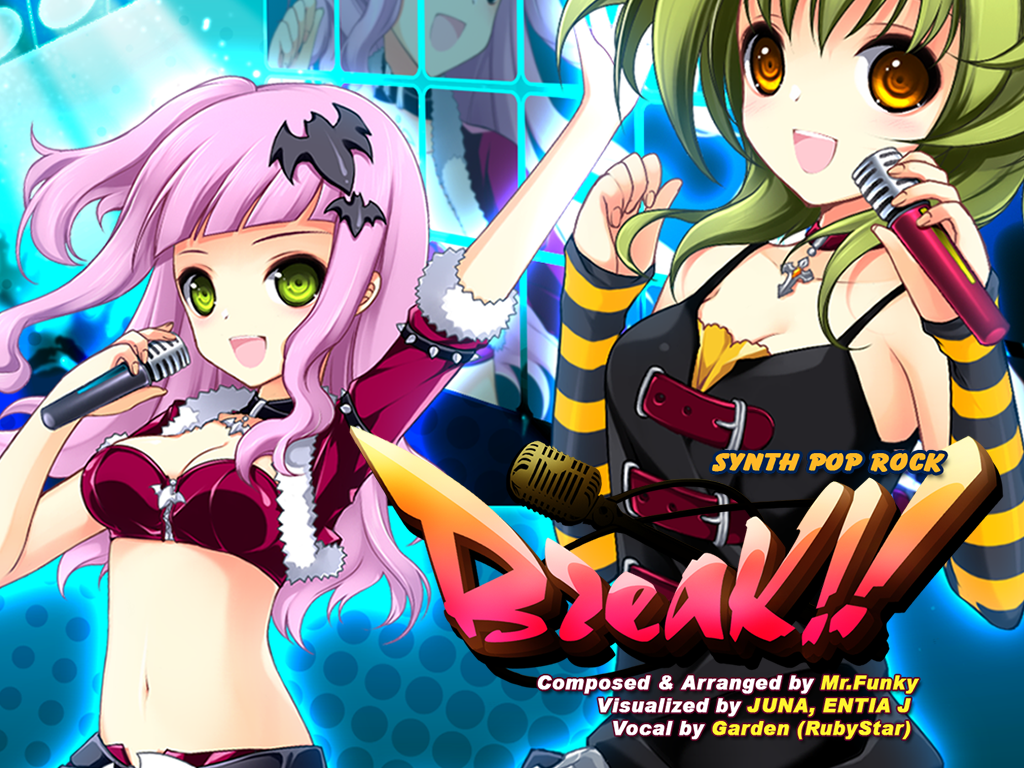 SYNTH POP ROCK
Break!!
Composed & Arranged by Mr.Funky
Visualized by JUNA, ENTIA J
Vocal by Garden (RubyStar)